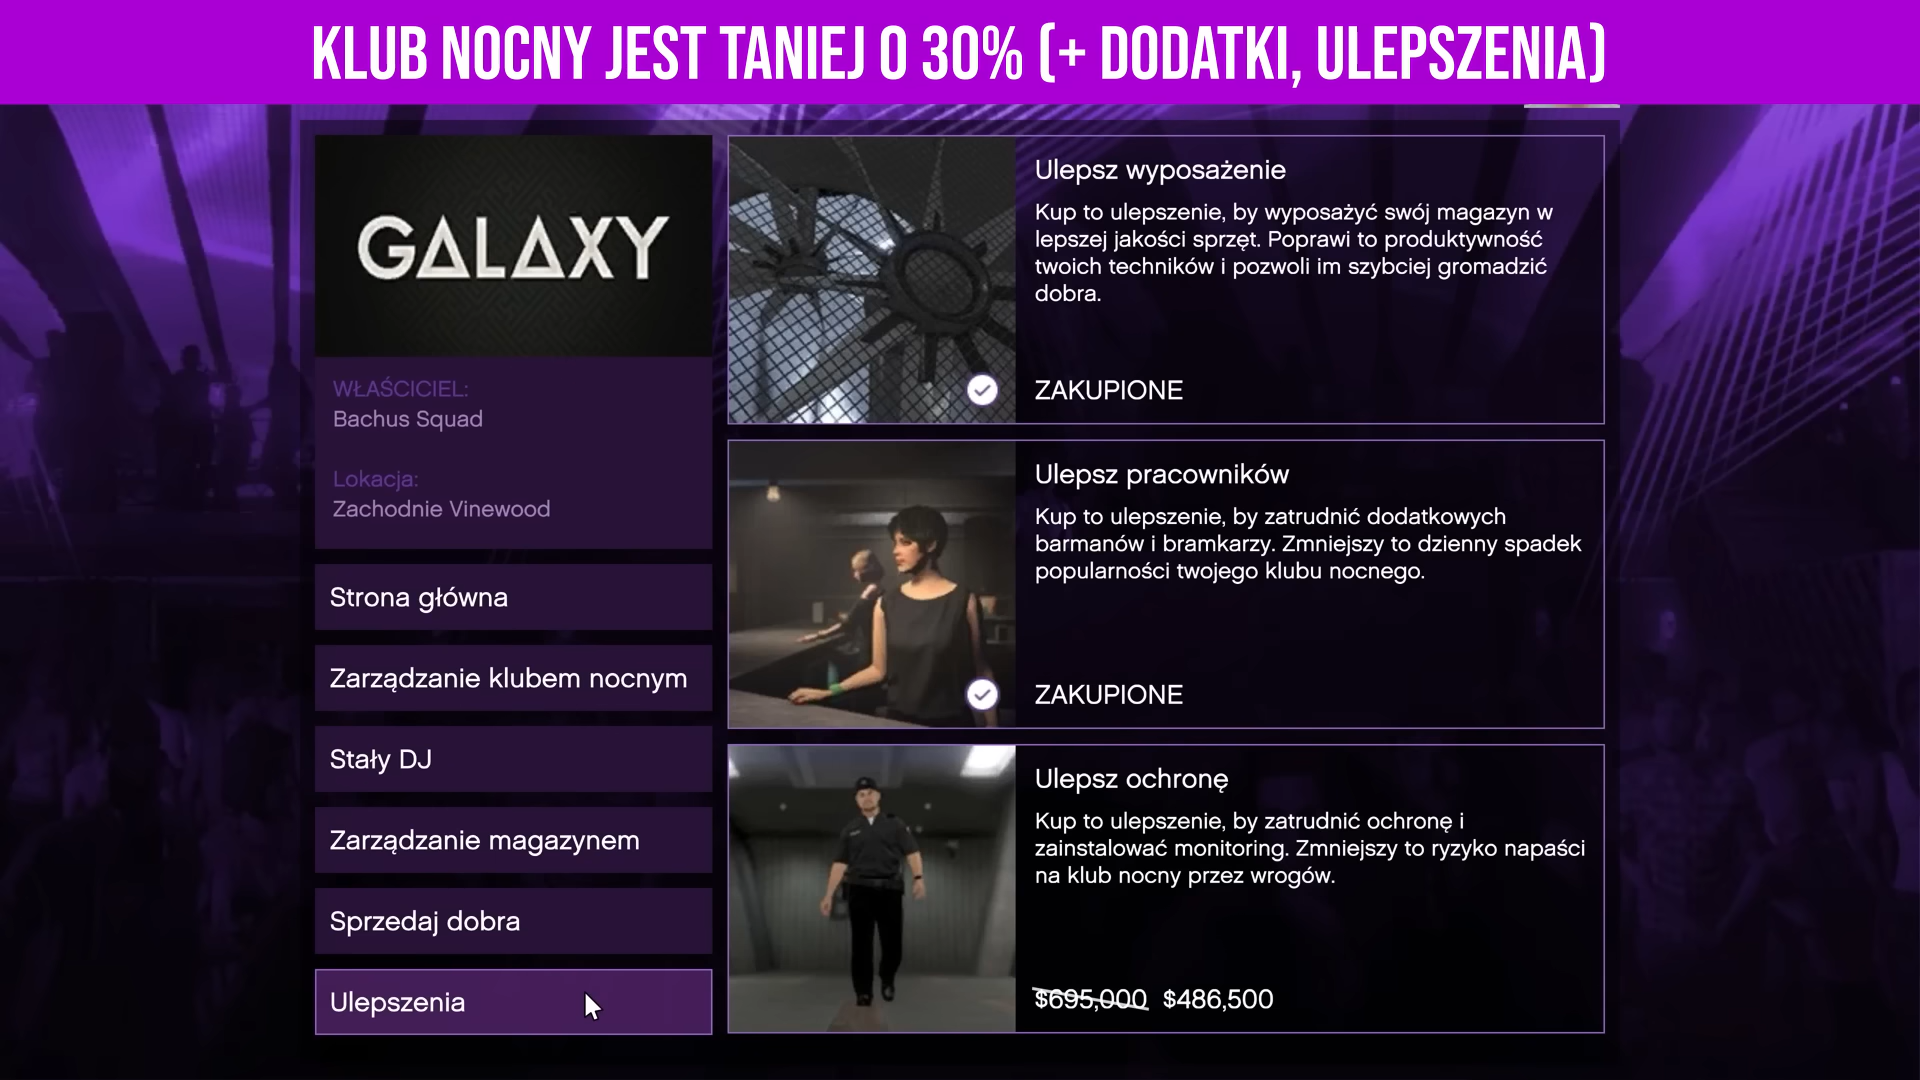 KLUB NOCNY JEST TANIEJ O 30% (+ DODATKI, ULEPSZENIA)
GALAXY
WŁAŚCICIEL:
Bachus Squad
Lokacja:
Zachodnie Vinewood
Strona główna
Zarządzanie klubem nocnym
Stały DJ
Zarządzanie magazynem
Sprzedaj dobra
Ulepszenia
Ulepsz wyposażenie
Kup to ulepszenie, by wyposażyć swój magazyn w
lepszej jakości sprzęt. Poprawi to produktywność
twoich techników i pozwoli im szybciej gromadzić
dobra.
ZAKUPIONE
Ulepsz pracowników
Kup to ulepszenie, by zatrudnić dodatkowych
barmanów i bramkarzy. Zmniejszy to dzienny spadek
popularności twojego klubu nocnego.
ZAKUPIONE
Ulepsz ochronę
Kup to ulepszenie, by zatrudnić ochronę i
zainstalować monitoring. Zmniejszy to ryzyko napaści
na klub nocny przez wrogów.
$695,000 $486,500